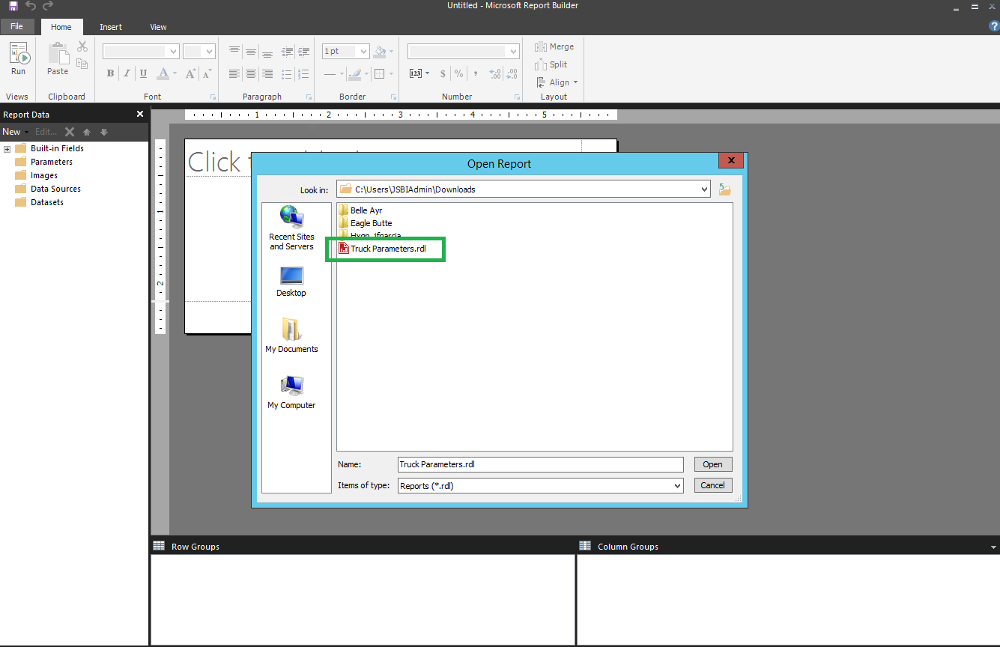 Untitled - Microsoft Report Builder
File
Home
Insert
View
Run
Paste
1 pt
B I U A A A
[123] $ % ,
Merge
Split
Align
Views
Clipboard
Font
Paragraph
Border
Number
Layout
Report Data
New Edit...
Built-in Fields
Parameters
Images
Data Sources
Datasets
1 2 3 4 5
1
2
Click
Open Report
Look in: C:\Users\JSBIAdmin\Downloads
Recent Sites
and Servers
Desktop
My Documents
My Computer
Belle Ayr
Eagle Butte
Hxgn_jfgarcia
Truck Parameters.rdl
Name: Truck Parameters.rdl
Open
Items of type: Reports (*.rdl)
Cancel
Row Groups
Column Groups